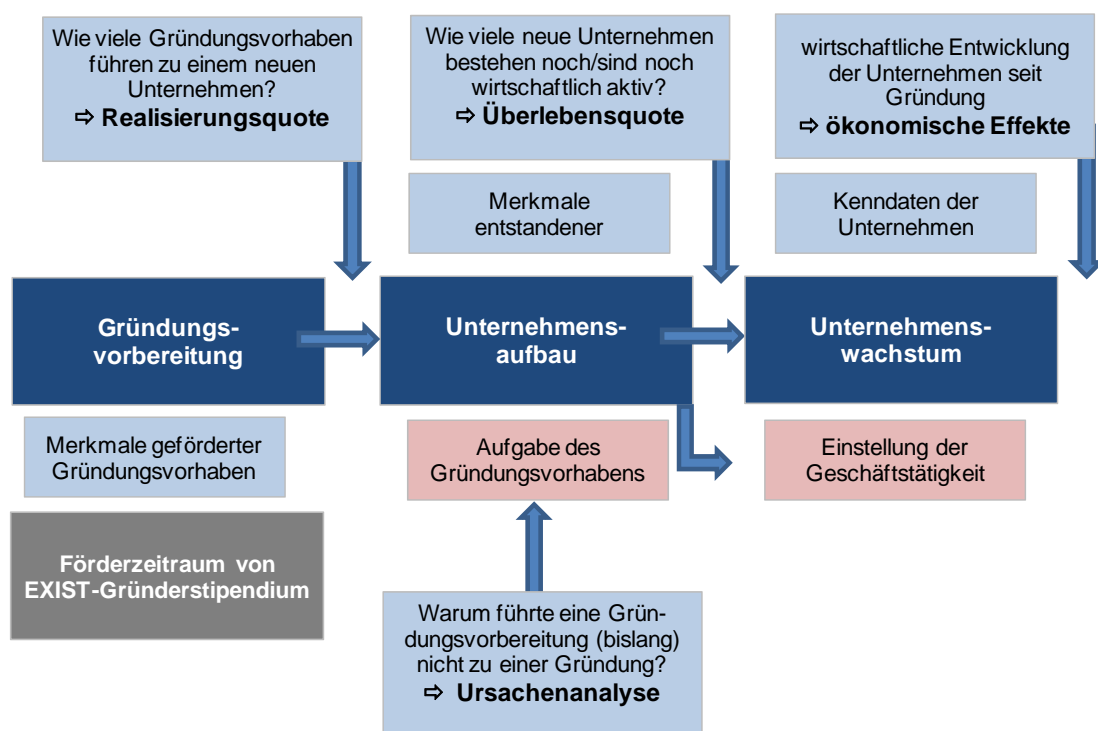 Wie viele Gründungsvorhaben
führen zu einem neuen
Unternehmen?
⇨ Realisierungsquote
Wie viele neue Unternehmen
bestehen noch/sind noch
wirtschaftlich aktiv?
⇨ Überlebensquote
wirtschaftliche Entwicklung
der Unternehmen seit
Gründung
⇨ ökonomische Effekte
Merkmale
entstandener
Kenndaten der
Unternehmen
Gründungs-
vorbereitung
Unternehmens-
aufbau
Unternehmens-
wachstum
Merkmale geförderter
Gründungsvorhaben
Aufgabe des
Gründungsvorhabens
Einstellung der
Geschäftstätigkeit
Förderzeitraum von
EXIST-Gründerstipendium
Warum führte eine Grün-
dungsvorbereitung (bislang)
nicht zu einer Gründung?
⇨ Ursachenanalyse